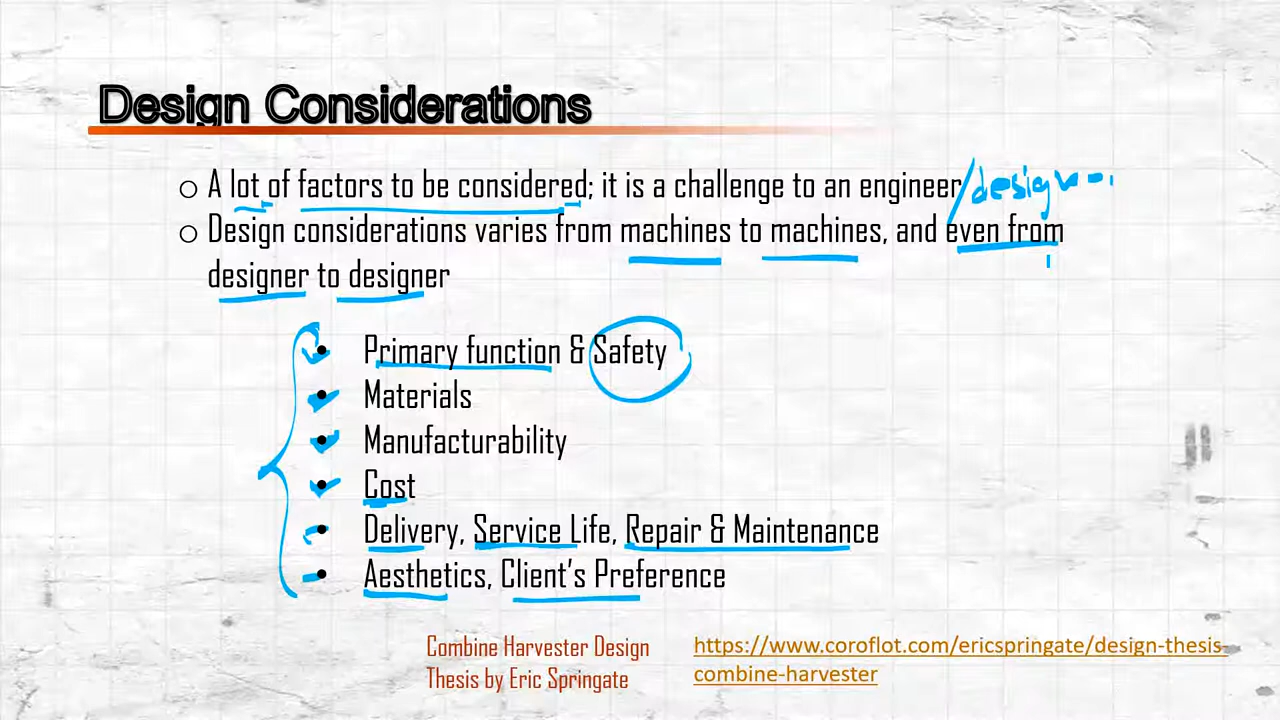 Design Considerations
○ A lot of factors to be considered; it is a challenge to an engineer/design
○ Design considerations varies from machines to machines, and even from
designer to designer
• Primary function & Safety
• Materials
• Manufacturability
• Cost
• Delivery, Service Life, Repair & Maintenance
• Aesthetics, Client's Preference
Combine Harvester Design https://www.coroflot.com/ericspringate/design-thesis-
Thesis by Eric Springate combine-harvester